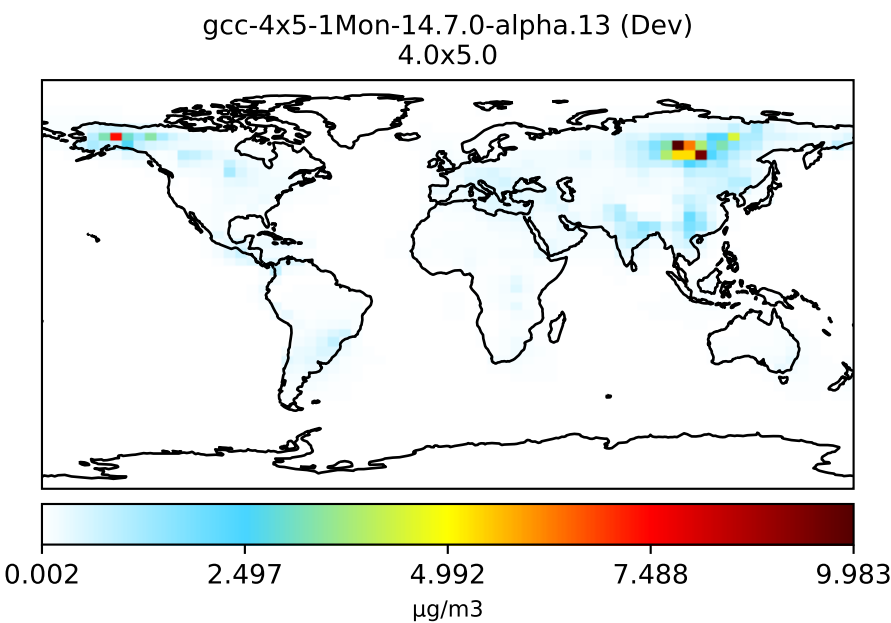 gcc-4x5-1Mon-14.7.0-alpha.13 (Dev)
4.0x5.0
0.002 2.497 4.992 7.488 9.983
μg/m3